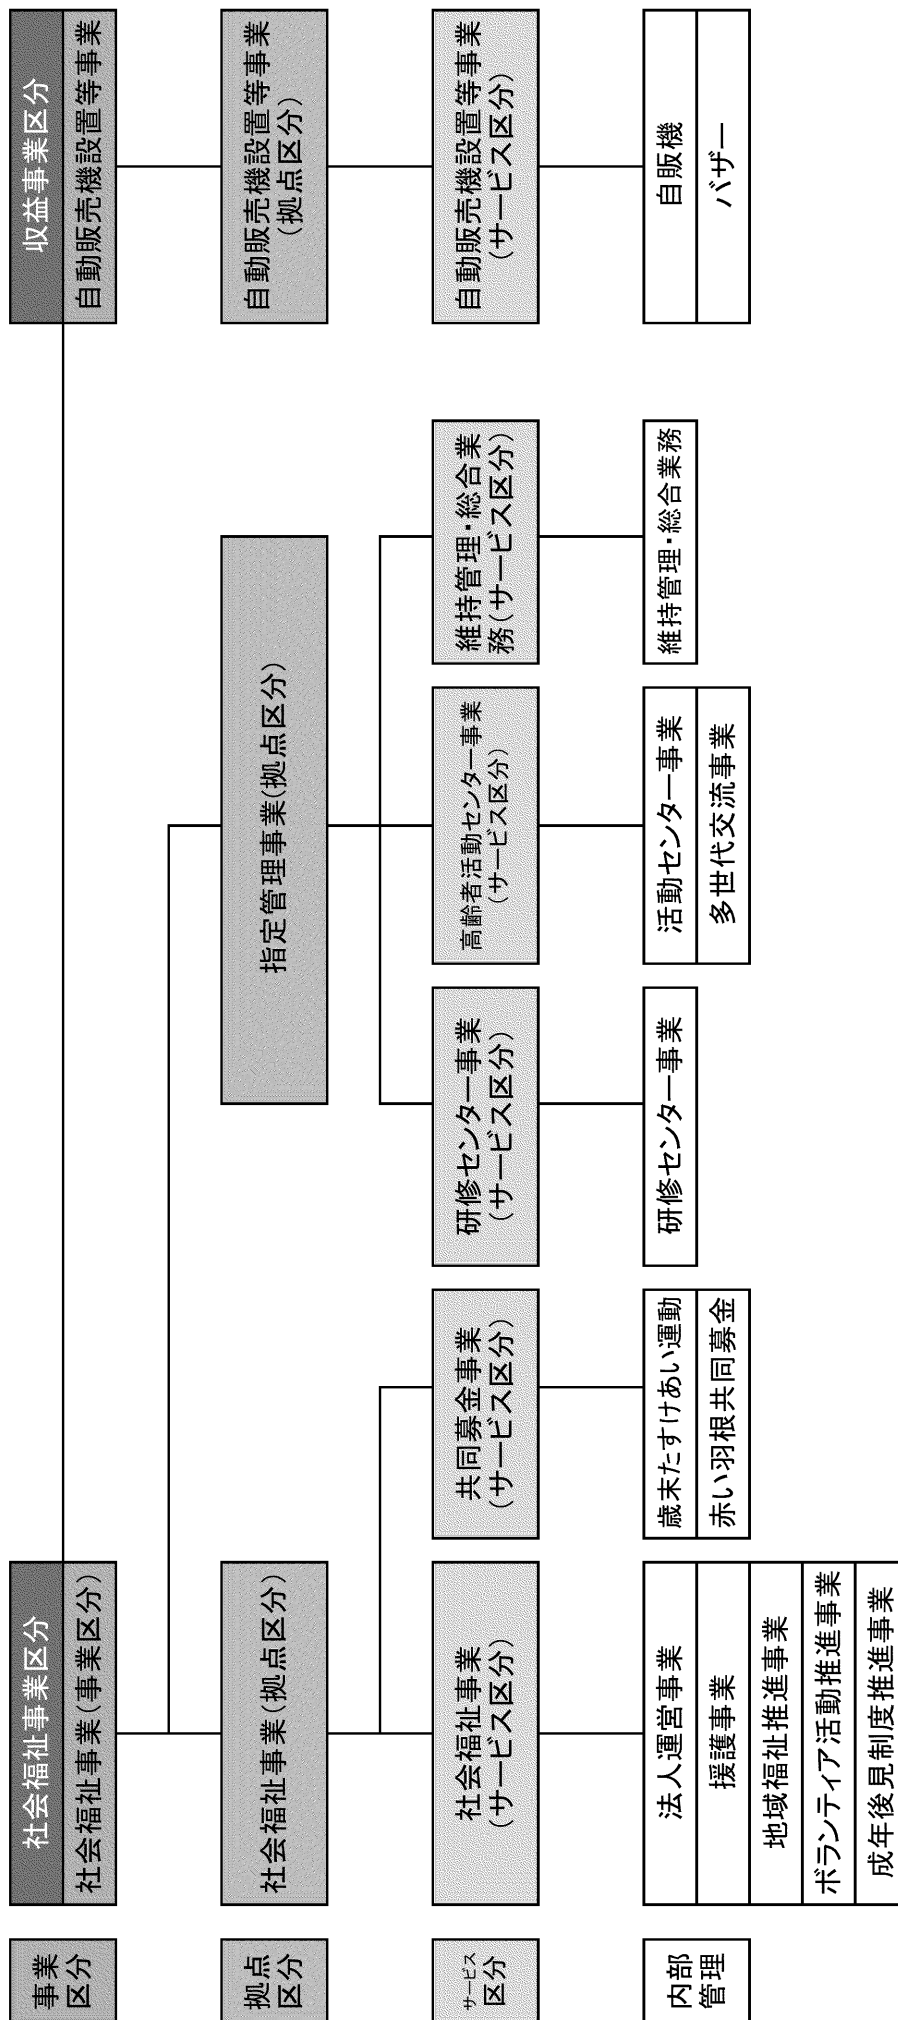 事業
区分
社会福祉事業区分
社会福祉事業(事業区分)
収益事業区分
自動販売機設置等事業
拠点
区分
社会福祉事業(拠点区分)
指定管理事業(拠点区分)
自動販売機設置等事業
(拠点区分)
サービス
区分
社会福祉事業
(サービス区分)
共同募金事業
(サービス区分)
研修センター事業
(サービス区分)
高齢者活動センター事業
(サービス区分)
維持管理・総合業
務(サービス区分)
自動販売機設置等事業
(サービス区分)
内部
管理
法人運営事業
援護事業
地域福祉推進事業
ボランティア活動推進事業
成年後見制度推進事業
歳末たすけあい運動
赤い羽根共同募金
研修センター事業
活動センター事業
多世代交流事業
維持管理・総合業務
自販機
バザー